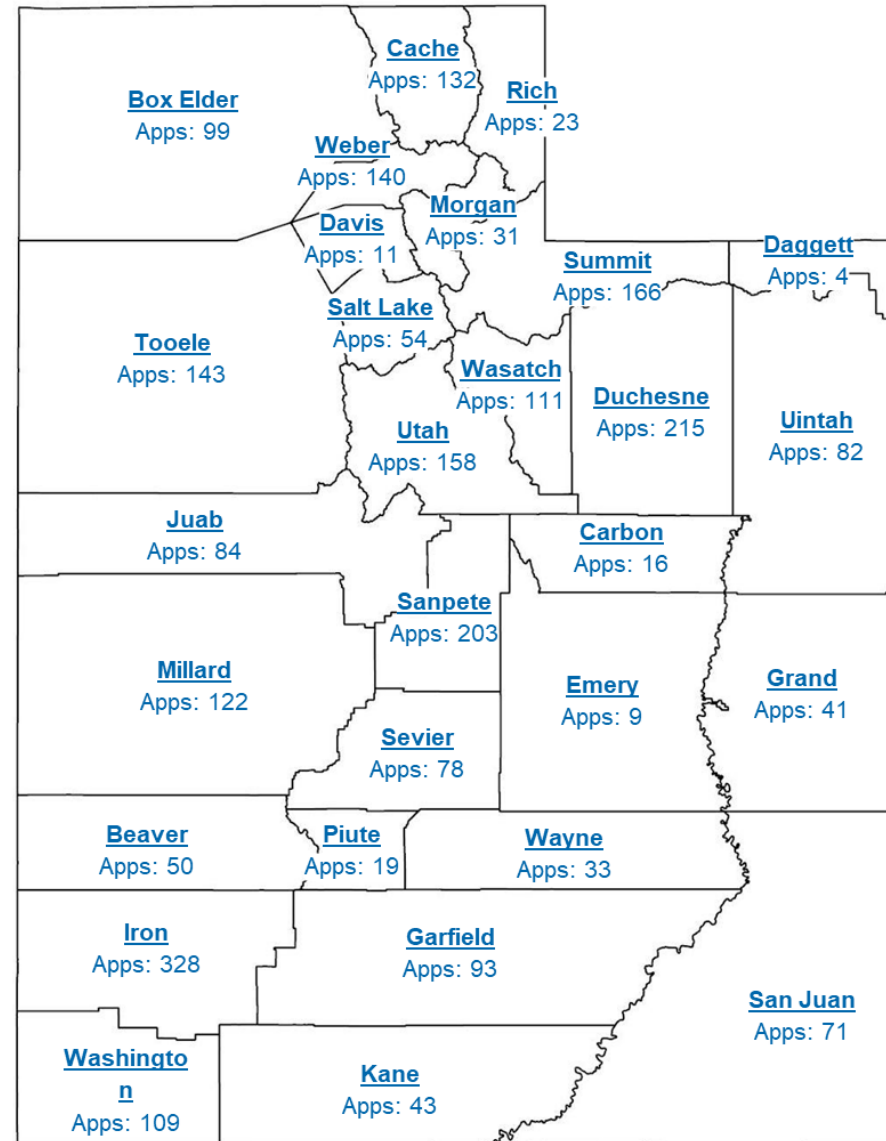 Cache
Apps: 132
Box Elder
Apps: 99
Rich
Apps: 23
Weber
Apps: 140
Morgan
Apps: 31
Davis
Apps: 11
Daggett
Apps: 4
Summit
Apps: 166
Salt Lake
Apps: 54
Tooele
Apps: 143
Wasatch
Apps: 111
Duchesne
Apps: 215
Uintah
Apps: 82
Utah
Apps: 158
Juab
Apps: 84
Carbon
Apps: 16
Sanpete
Apps: 203
Millard
Apps: 122
Emery
Apps: 9
Grand
Apps: 41
Sevier
Apps: 78
Beaver
Apps: 50
Piute
Apps: 19
Wayne
Apps: 33
Iron
Apps: 328
Garfield
Apps: 93
San Juan
Apps: 71
Washingto
n
Apps: 109
Kane
Apps: 43